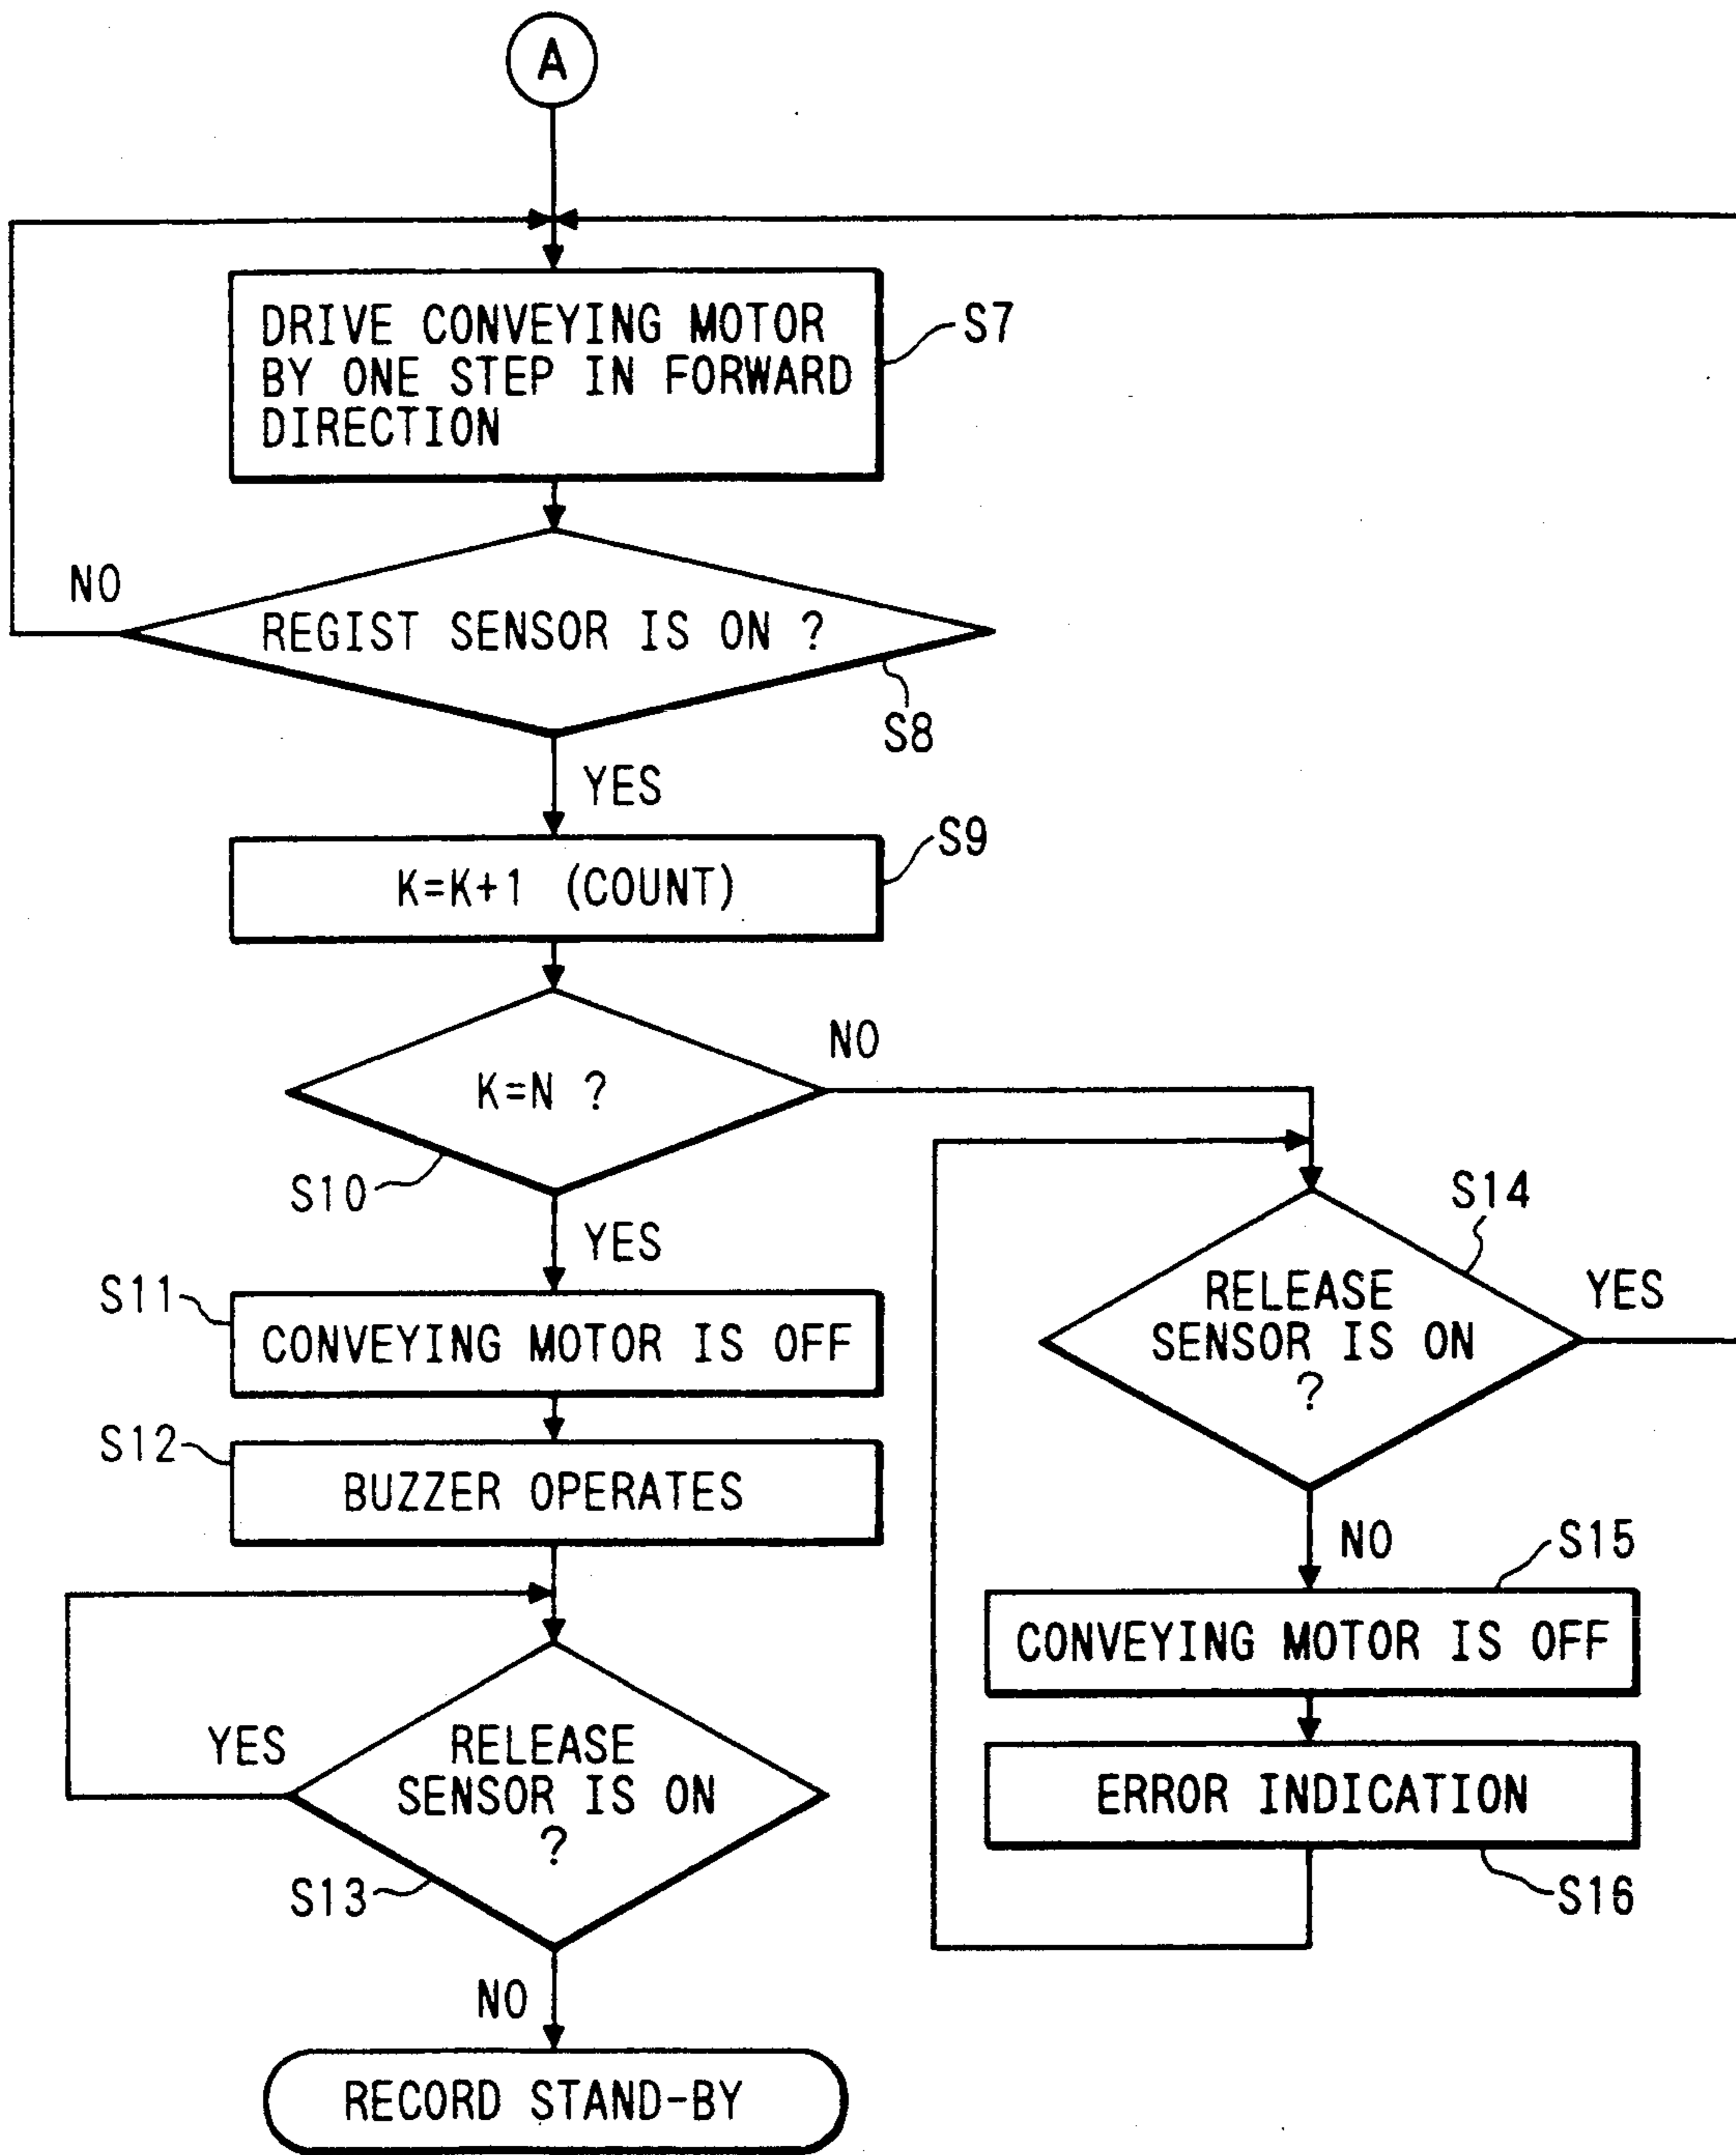 A
DRIVE CONVEYING MOTOR
BY ONE STEP IN FORWARD
DIRECTION
S7
NO
REGIST SENSOR IS ON ?
S8
YES
S9
K=K+1 (COUNT)
NO
K=N ?
S10
YES
S11
CONVEYING MOTOR IS OFF
S12
BUZZER OPERATES
YES
RELEASE
SENSOR IS ON
?
S13
NO
RECORD STAND-BY
S14
RELEASE
SENSOR IS ON
?
YES
NO
S15
CONVEYING MOTOR IS OFF
ERROR INDICATION
S16